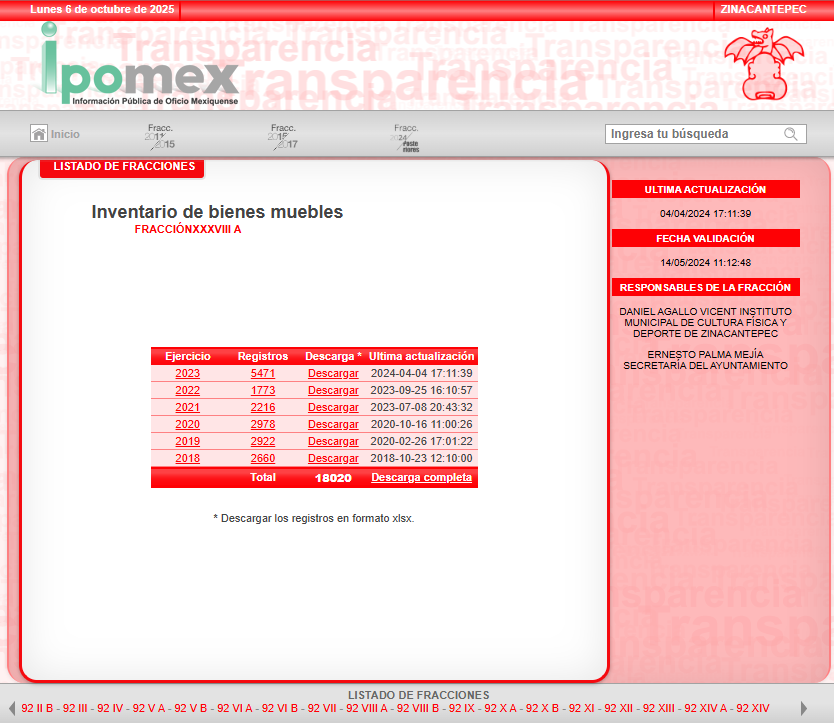 Lunes 6 de octubre de 2025
ZINACANTEPEC
Transparencia
ipomex
Información Pública de Oficio Mexiquense
Inicio
Fracc.
2015
Fracc.
2017
Fracc.
2024/
Poste
riores
Ingresa tu búsqueda
LISTADO DE FRACCIONES
Inventario de bienes muebles
FRACCIÓNXXXVIII A
Ejercicio Registros Descarga * Ultima actualización
2023 5471 Descargar 2024-04-04 17:11:39
2022 1773 Descargar 2023-09-25 16:10:57
2021 2216 Descargar 2023-07-08 20:43:32
2020 2978 Descargar 2020-10-16 11:00:26
2019 2922 Descargar 2020-02-26 17:01:22
2018 2660 Descargar 2018-10-23 12:10:00
Total 18020 Descarga completa
* Descargar los registros en formato xlsx.
ULTIMA ACTUALIZACIÓN
04/04/2024 17:11:39
FECHA VALIDACIÓN
14/05/2024 11:12:48
RESPONSABLES DE LA FRACCIÓN
DANIEL AGALLO VICENT INSTITUTO
MUNICIPAL DE CULTURA FÍSICA Y
DEPORTE DE ZINACANTEPEC
ERNESTO PALMA MEJÍA
SECRETARÍA DEL AYUNTAMIENTO
LISTADO DE FRACCIONES
92 II B - 92 III - 92 IV - 92 V A - 92 V B - 92 VI A - 92 VI B - 92 VII - 92 VIII A - 92 VIII B - 92 IX - 92 X A - 92 X B - 92 XI - 92 XII - 92 XIII - 92 XIV A - 92 XIV